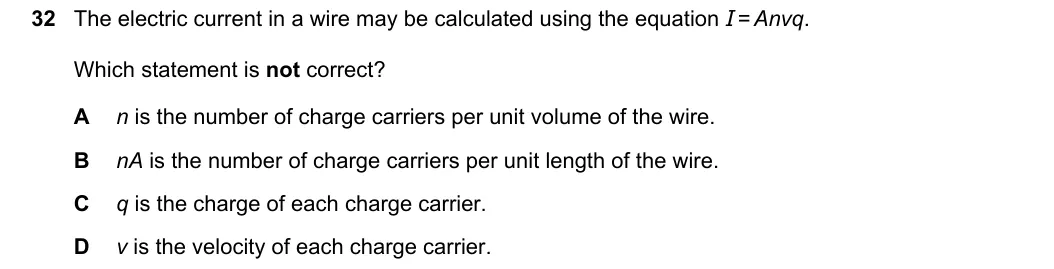 32 The electric current in a wire may be calculated using the equation I = Anvq.
Which statement is not correct?
A n is the number of charge carriers per unit volume of the wire.
B nA is the number of charge carriers per unit length of the wire.
C q is the charge of each charge carrier.
D v is the velocity of each charge carrier.